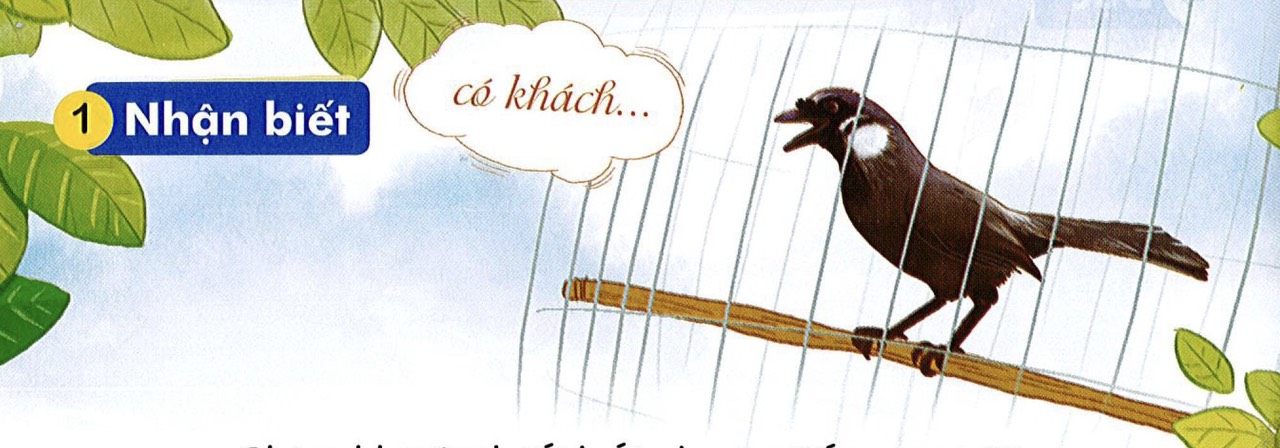 có khách...
1 Nhận biết